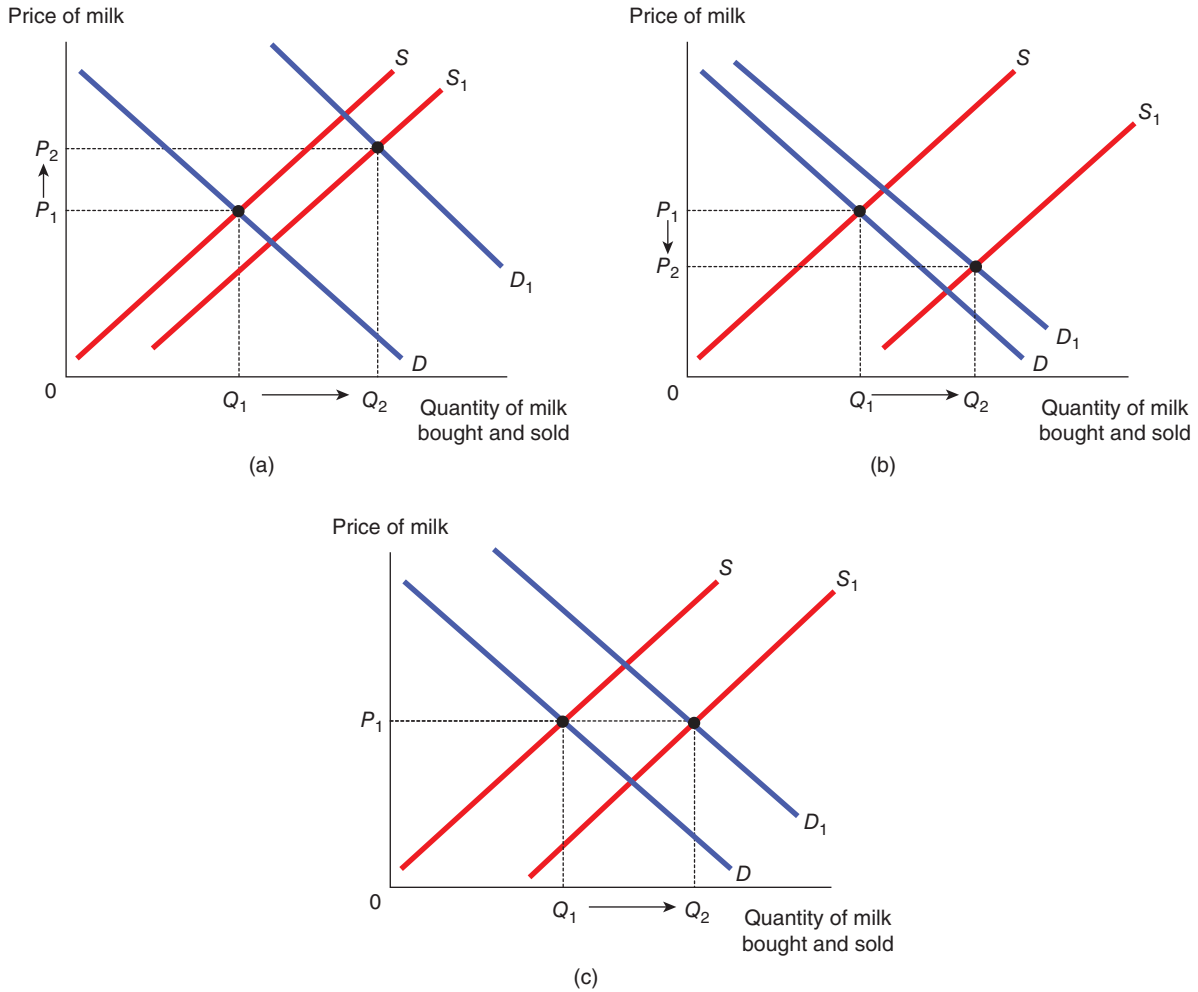 Price of milk
S
S1
P2
P1
D1
D
0
Q1
Q2
Quantity of milk
bought and sold
(a)
Price of milk
S
S1
P1
P2
D1
D
0
Q1
Q2
Quantity of milk
bought and sold
(b)
Price of milk
S
S1
P1
D1
D
0
Q1
Q2
Quantity of milk
bought and sold
(c)